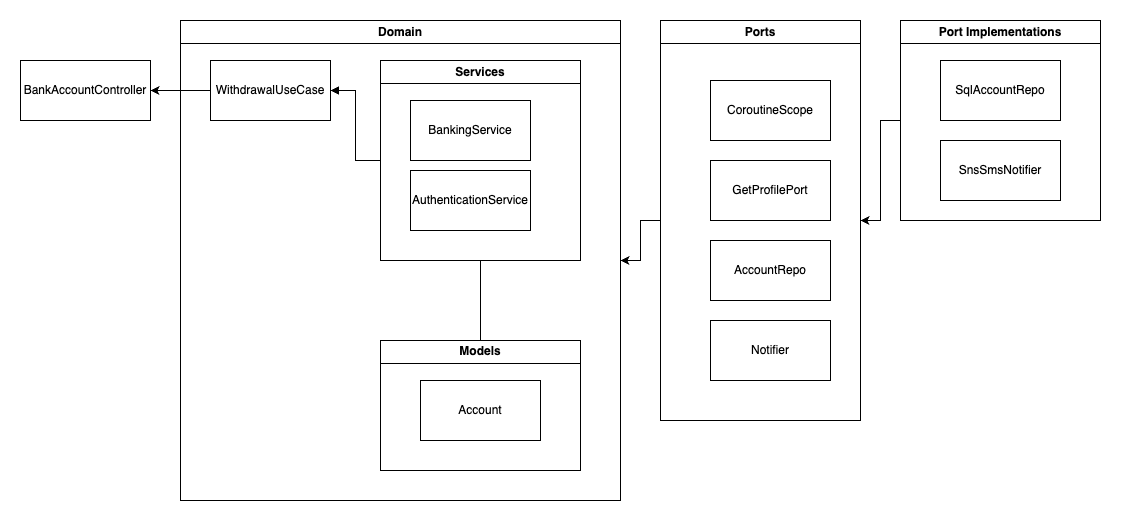 Domain
Ports
Port Implementations
BankAccountController
WithdrawalUseCase
Services
BankingService
AuthenticationService
Models
Account
CoroutineScope
GetProfilePort
AccountRepo
Notifier
SqlAccountRepo
SnsSmsNotifier